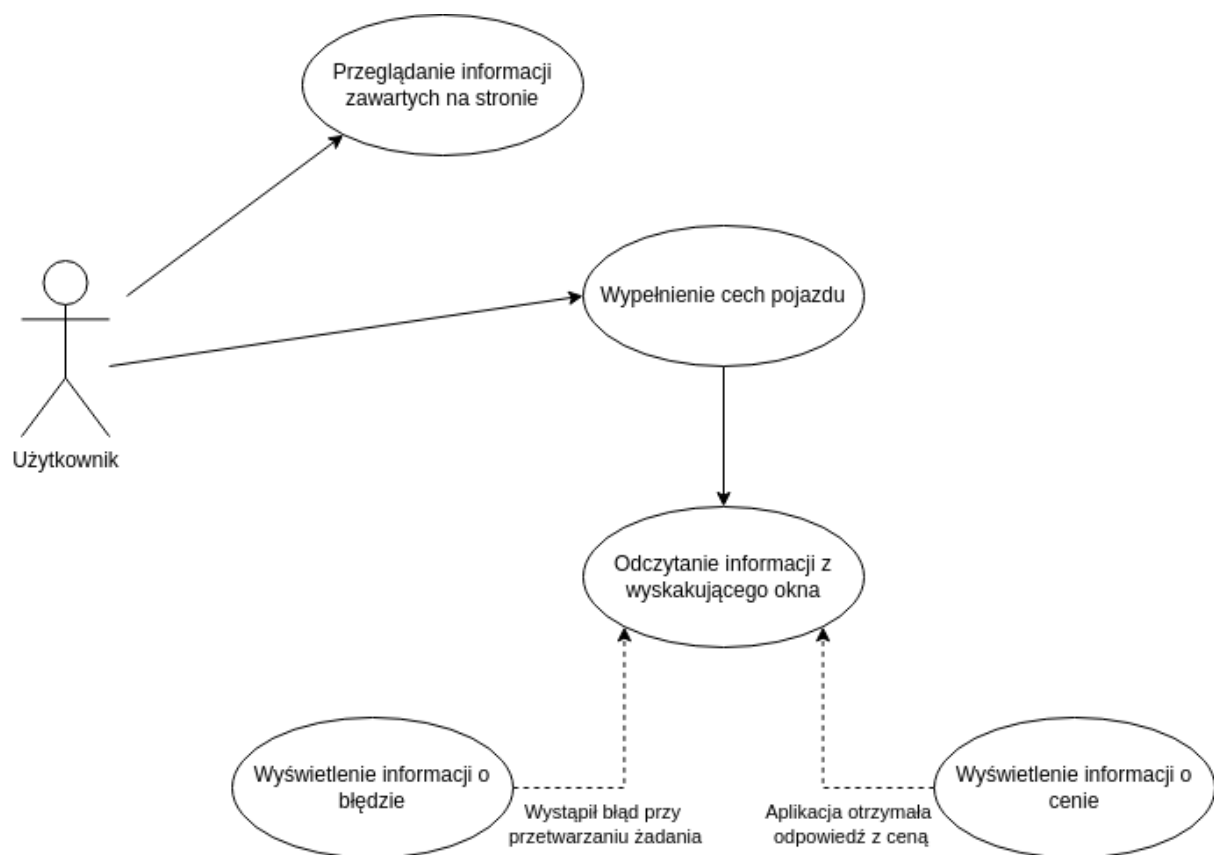 Przeglądanie informacji
zawartych na stronie
Wypełnienie cech pojazdu
Użytkownik
Odczytanie informacji z
wyskakującego okna
Wyświetlenie informacji o
błędzie
Wystąpił błąd przy
przetwarzaniu żadania
Aplikacja otrzymała
odpowiedź z ceną
Wyświetlenie informacji o
cenie